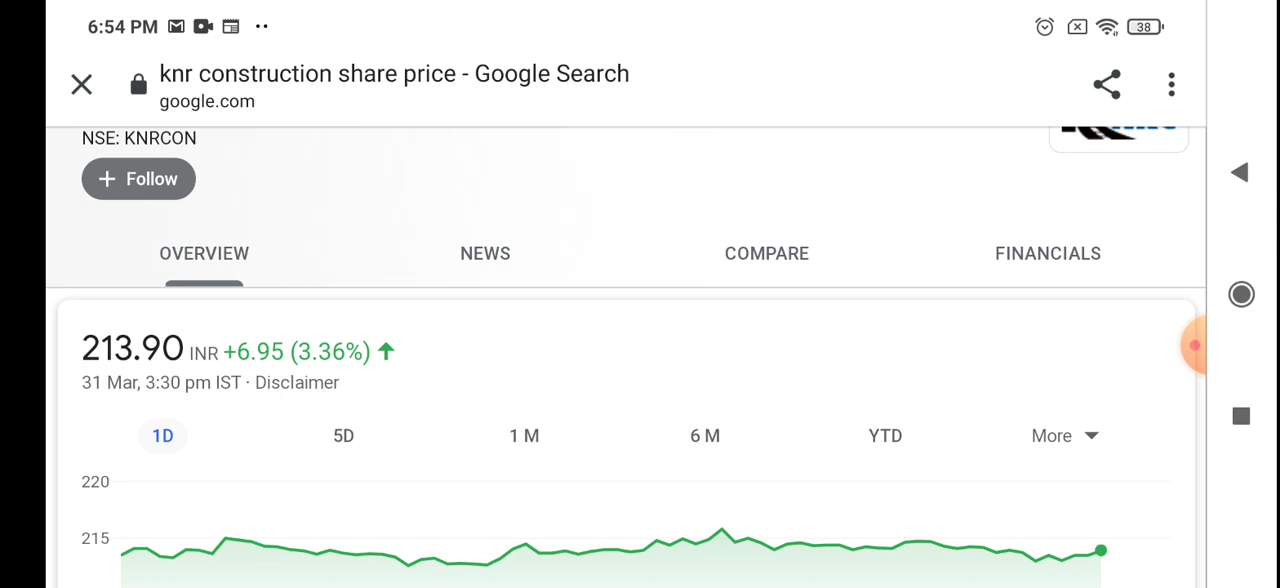 6:54 PM
38
knr construction share price - Google Search
google.com
NSE: KNRCON
+ Follow
OVERVIEW NEWS COMPARE FINANCIALS
213.90 INR +6.95 (3.36%)
31 Mar, 3:30 pm IST · Disclaimer
1D 5D 1 M 6 M YTD More
220
215